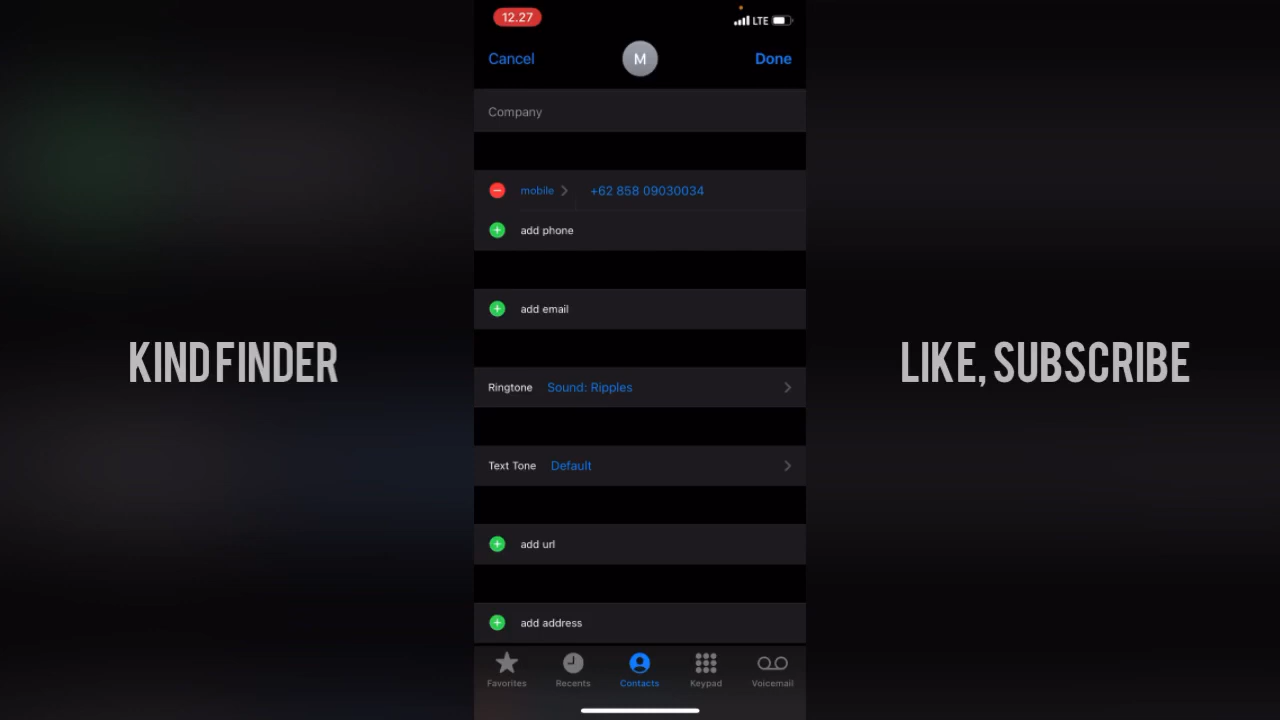 12.27
LTE
Cancel
M
Done
Company
mobile
+62 858 09030034
add phone
add email
KIND FINDER
LIKE, SUBSCRIBE
Ringtone
Sound: Ripples
Text Tone
Default
add url
add address
Favorites
Recents
Contacts
Keypad
Voicemail